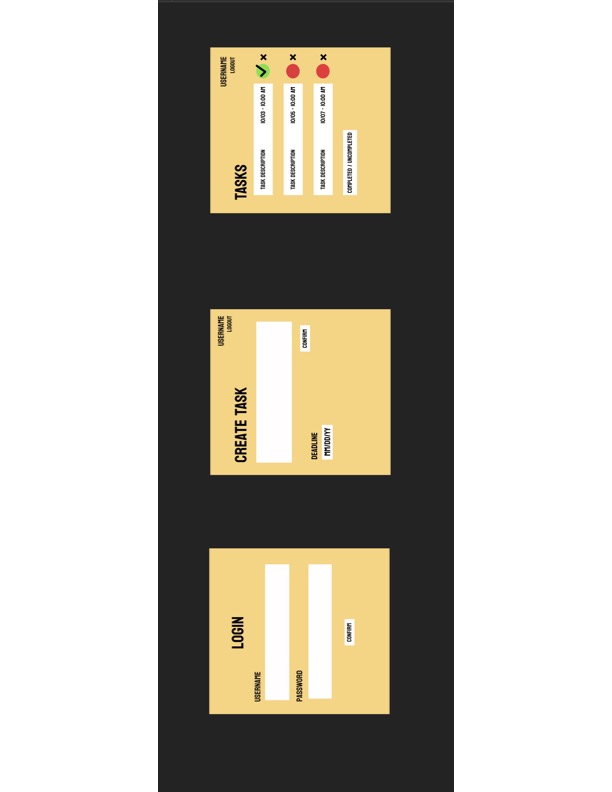 LOGIN
USERNAME
PASSWORD
CONFIRM
USERNAME
LOGOUT
CREATE TASK
CONFIRM
DEADLINE
MM/DD/YY
USERNAME
LOGOUT
TASKS
TASK DESCRIPTION 10/03 - 10:00 AM X
TASK DESCRIPTION 10/05 - 10:00 AM X
TASK DESCRIPTION 10/07 - 10:00 AM X
COMPLETED / UNCOMPLETED